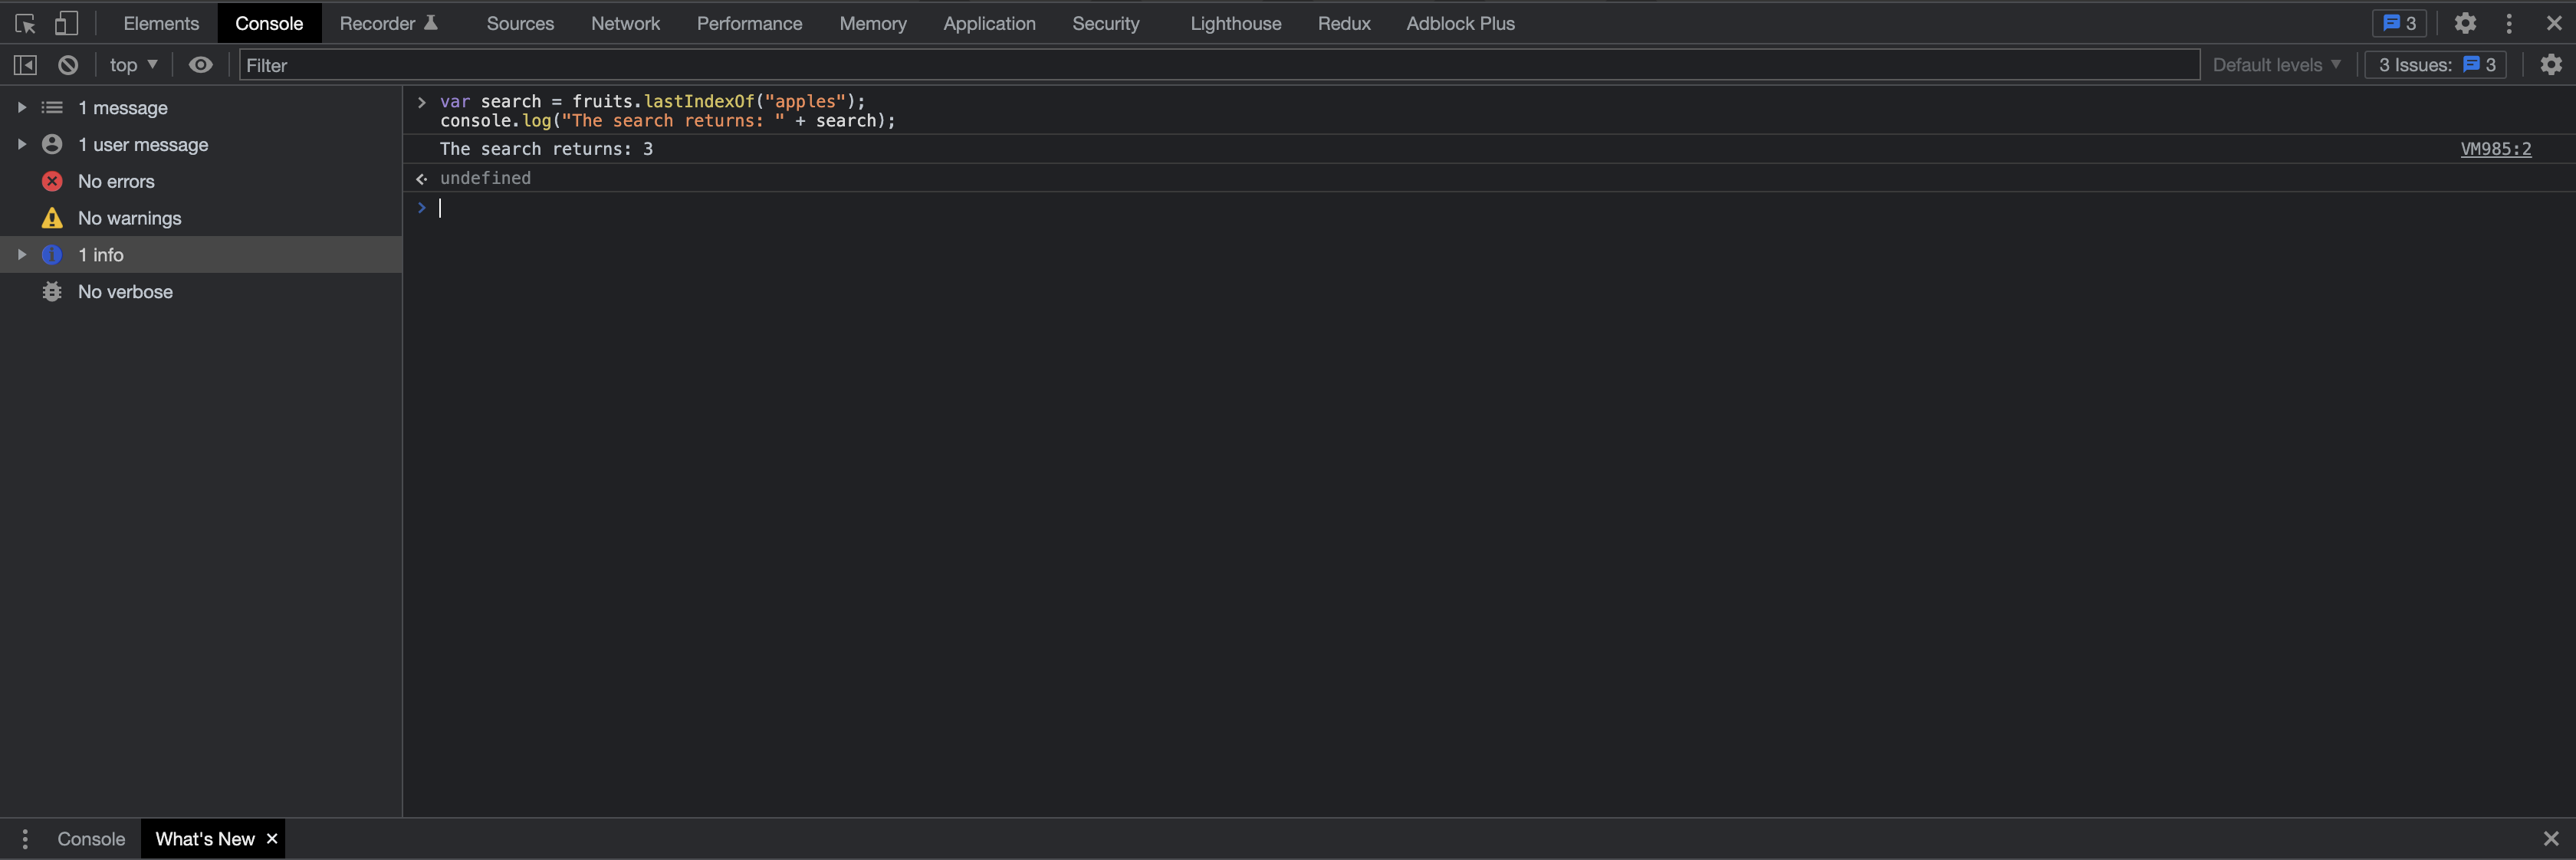 Elements Console Recorder Sources Network Performance Memory Application Security Lighthouse Redux Adblock Plus 3
top Filter Default levels 3 Issues: 3
1 message
1 user message
No errors
No warnings
1 info
No verbose
var search = fruits.lastIndexOf("apples");
console.log("The search returns: " + search);
The search returns: 3 VM985:2
undefined
Console What's New